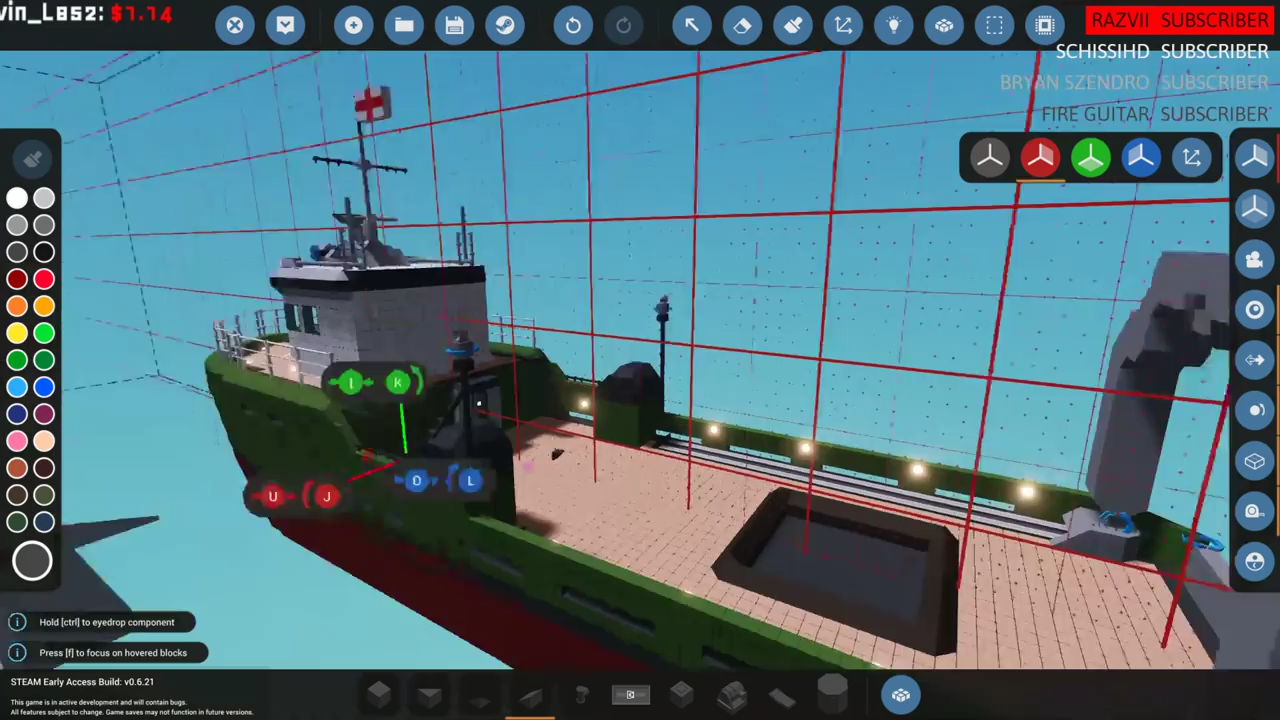 vin_L852: $1.14
RAZVII SUBSCRIBER
SCHISSIHD SUBSCRIBER
BRYAN SZENDRO SUBSCRIBER
FIRE GUITAR SUBSCRIBER
I K
U J
O L
Hold [ctrl] to eyedrop component
Press [f] to focus on hovered blocks
STEAM Early Access Build: v0.6.21
This game is in active development and will contain bugs.
All features subject to change. Game saves may not function in future versions.